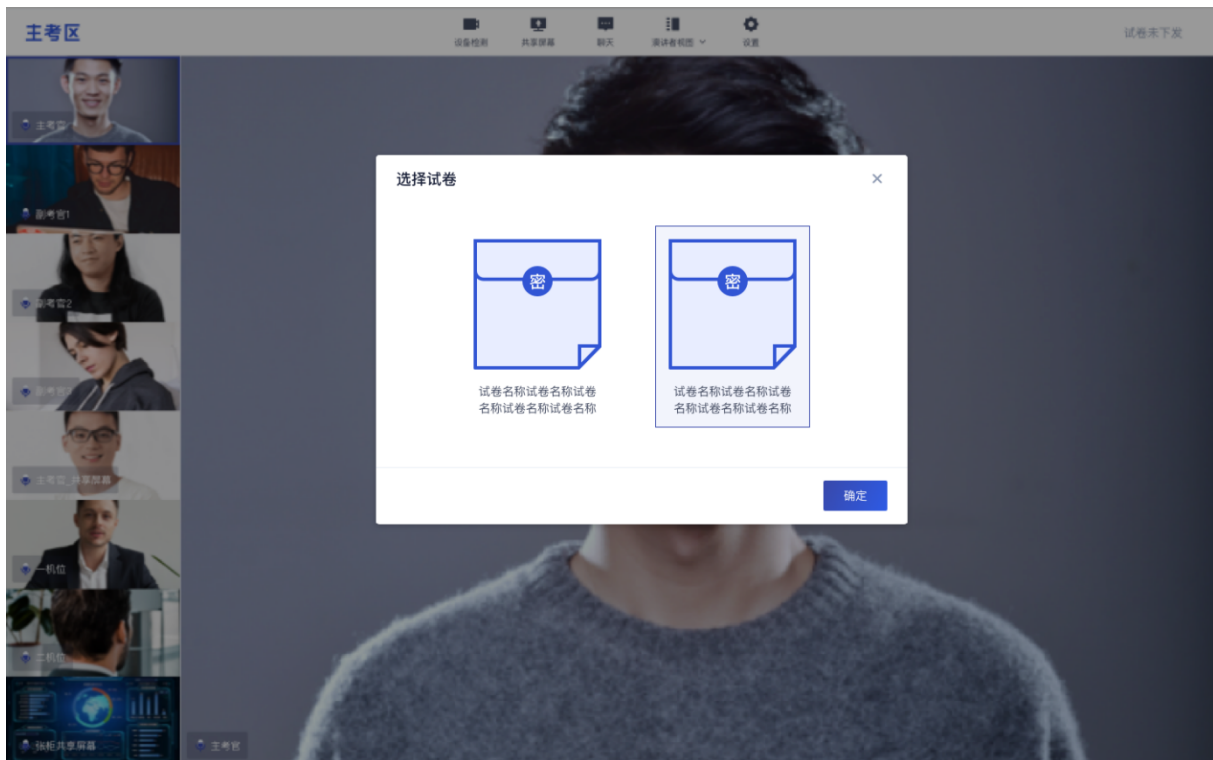 主考区
设备检测
共享屏幕
聊天
演讲者视图
设置
试卷未下发
主考官
副考官1
副考官2
副考官3
主考官_共享屏幕
一机位
二机位
张柜共享屏幕
选择试卷
密
试卷名称试卷名称试卷
名称试卷名称试卷名称
密
试卷名称试卷名称试卷
名称试卷名称试卷名称
确定
主考官